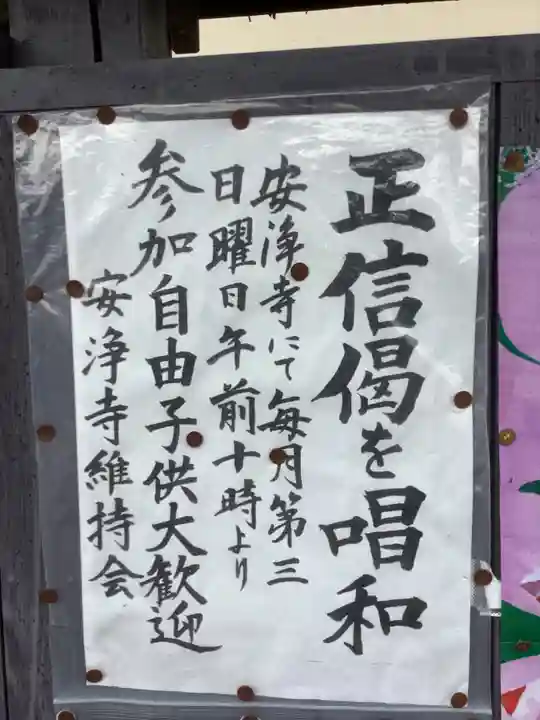 正信偈を唱和
安浄寺にて毎月第三
日曜日午前十時より
参加自由子供大歓迎
安浄寺維持会